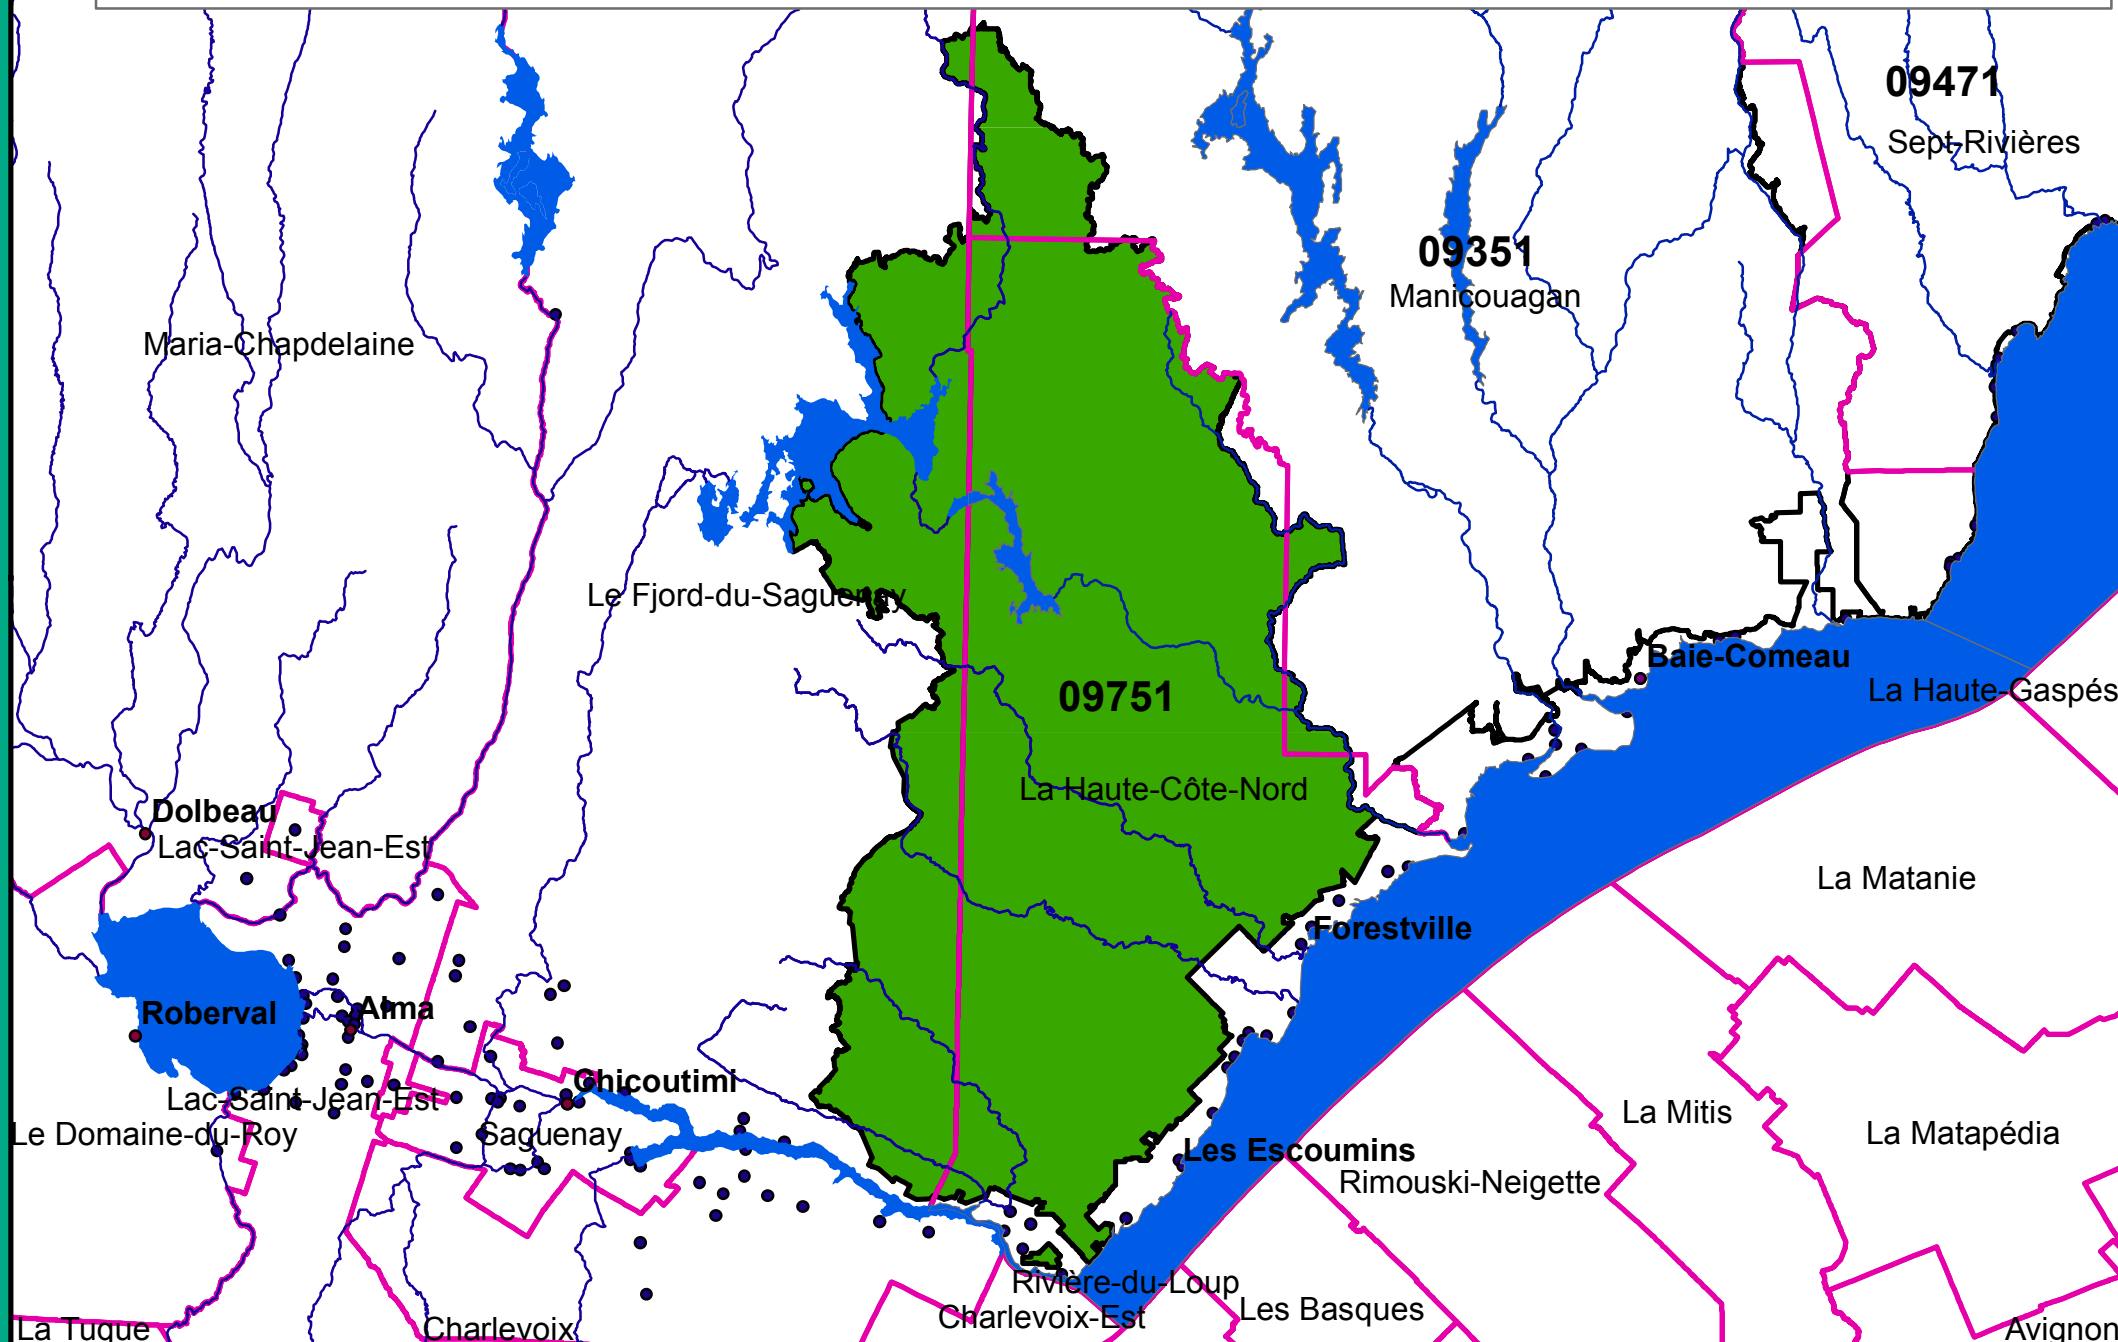 09471
Sept-Rivières
09351
Manicouagan
Maria-Chapdelaine
Le Fjord-du-Saguenay
Baie-Comeau
La Haute-Gaspés
09751
La Haute-Côte-Nord
Dolbeau
Lac-Saint-Jean-Est
La Matanie
Forestville
Roberval
Alma
Chicoutimi
Lac-Saint-Jean-Est
Le Domaine-du-Roy
Saguenay
La Mitis
La Matapédia
Les Escoumins
Rimouski-Neigette
Rivière-du-Loup
Charlevoix-Est
Les Basques
La Tuque
Charlevoix
Avignon